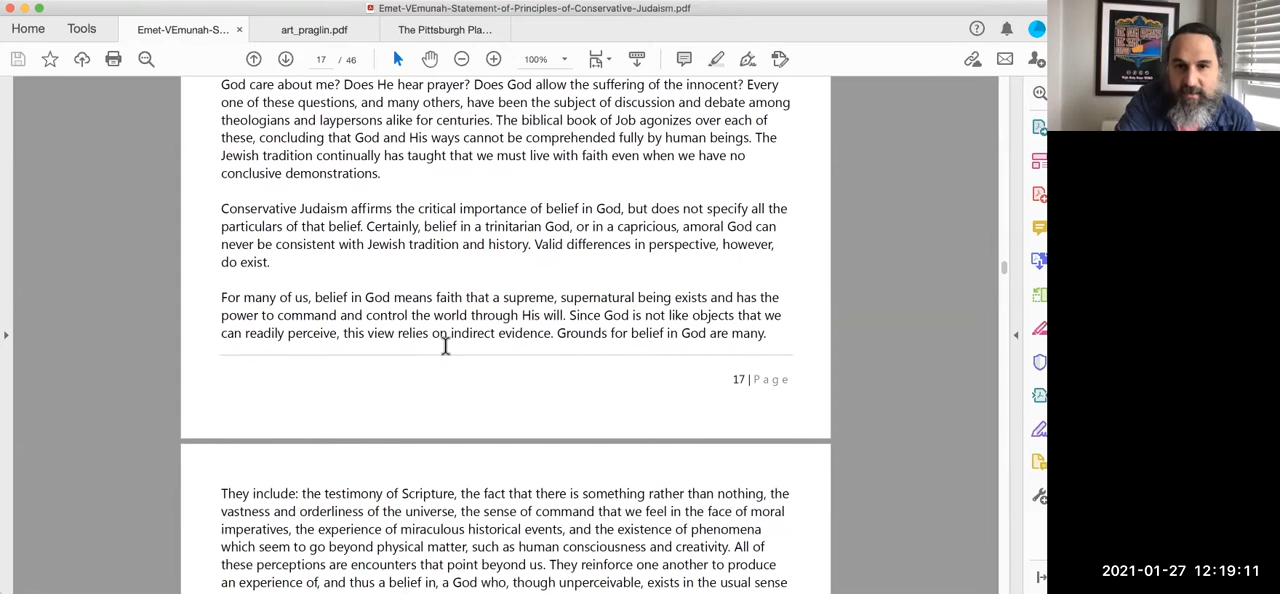 Emet-VEmunah-Statement-of-Principles-of-Conservative-Judaism.pdf
Home Tools Emet-VEmunah-S... × art_praglin.pdf The Pittsburgh Pla...
17 / 46 100%
God care about me? Does He hear prayer? Does God allow the suffering of the innocent? Every
one of these questions, and many others, have been the subject of discussion and debate among
theologians and laypersons alike for centuries. The biblical book of Job agonizes over each of
these, concluding that God and His ways cannot be comprehended fully by human beings. The
Jewish tradition continually has taught that we must live with faith even when we have no
conclusive demonstrations.
Conservative Judaism affirms the critical importance of belief in God, but does not specify all the
particulars of that belief. Certainly, belief in a trinitarian God, or in a capricious, amoral God can
never be consistent with Jewish tradition and history. Valid differences in perspective, however,
do exist.
For many of us, belief in God means faith that a supreme, supernatural being exists and has the
power to command and control the world through His will. Since God is not like objects that we
can readily perceive, this view relies on indirect evidence. Grounds for belief in God are many.
17 | Page
They include: the testimony of Scripture, the fact that there is something rather than nothing, the
vastness and orderliness of the universe, the sense of command that we feel in the face of moral
imperatives, the experience of miraculous historical events, and the existence of phenomena
which seem to go beyond physical matter, such as human consciousness and creativity. All of
these perceptions are encounters that point beyond us. They reinforce one another to produce
an experience of, and thus a belief in, a God who, though unperceivable, exists in the usual sense
2021-01-27 12:19:11